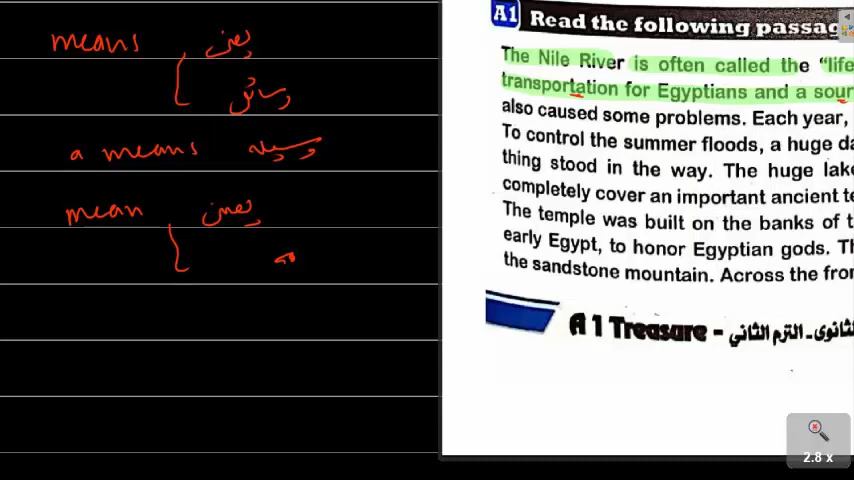 means يعنى
وسائل
a means وسيلة
mean يعنى
A1 Read the following passag
The Nile River is often called the "life
transportation for Egyptians and a sour
also caused some problems. Each year,
To control the summer floods, a huge da
thing stood in the way. The huge lake
completely cover an important ancient te
The temple was built on the banks of t
early Egypt, to honor Egyptian gods. Th
the sandstone mountain. Across the fron
A 1 Treasure - الثانوى - الترم الثاني
2.8 x